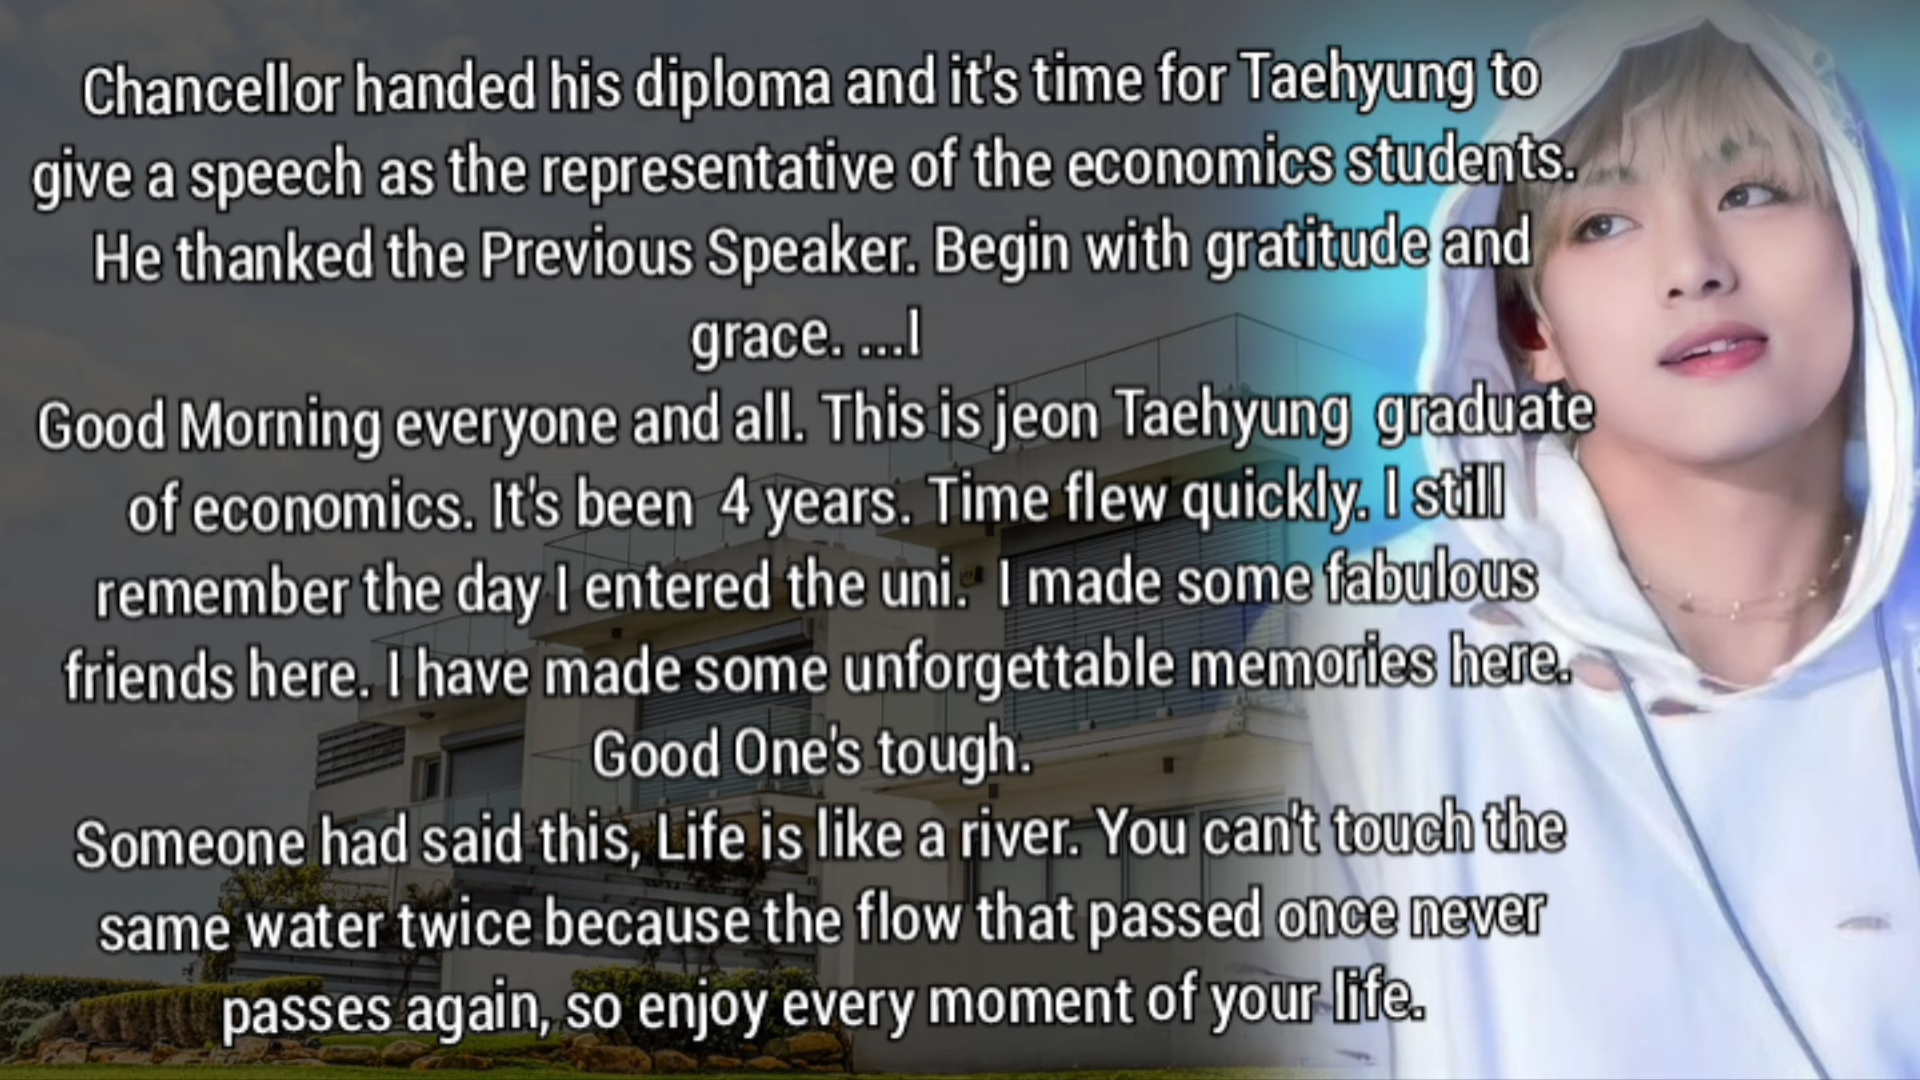 Chancellor handed his diploma and it's time for Taehyung to
give a speech as the representative of the economics students.
He thanked the Previous Speaker. Begin with gratitude and
grace. ...I
Good Morning everyone and all. This is jeon Taehyung  graduate
of economics. It's been  4 years. Time flew quickly. I still
remember the day I entered the uni.  I made some fabulous
friends here. I have made some unforgettable memories here.
Good One's tough.
Someone had said this, Life is like a river. You can't touch the
same water twice because the flow that passed once never
passes again, so enjoy every moment of your life.